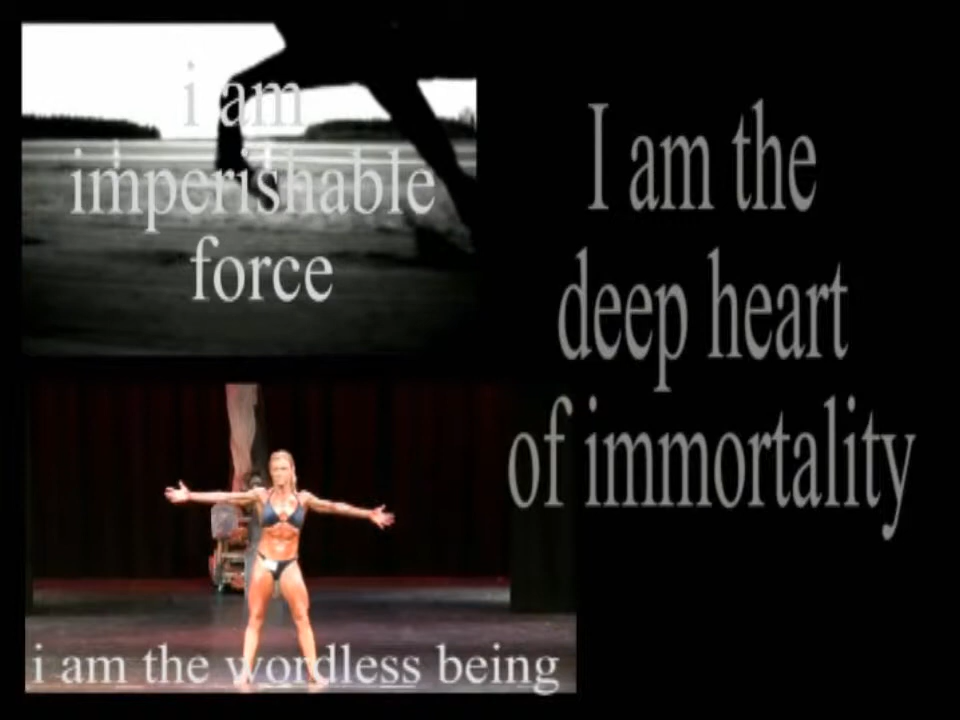 i am
imperishable
force
I am the
deep heart
of immortality
i am the wordless being